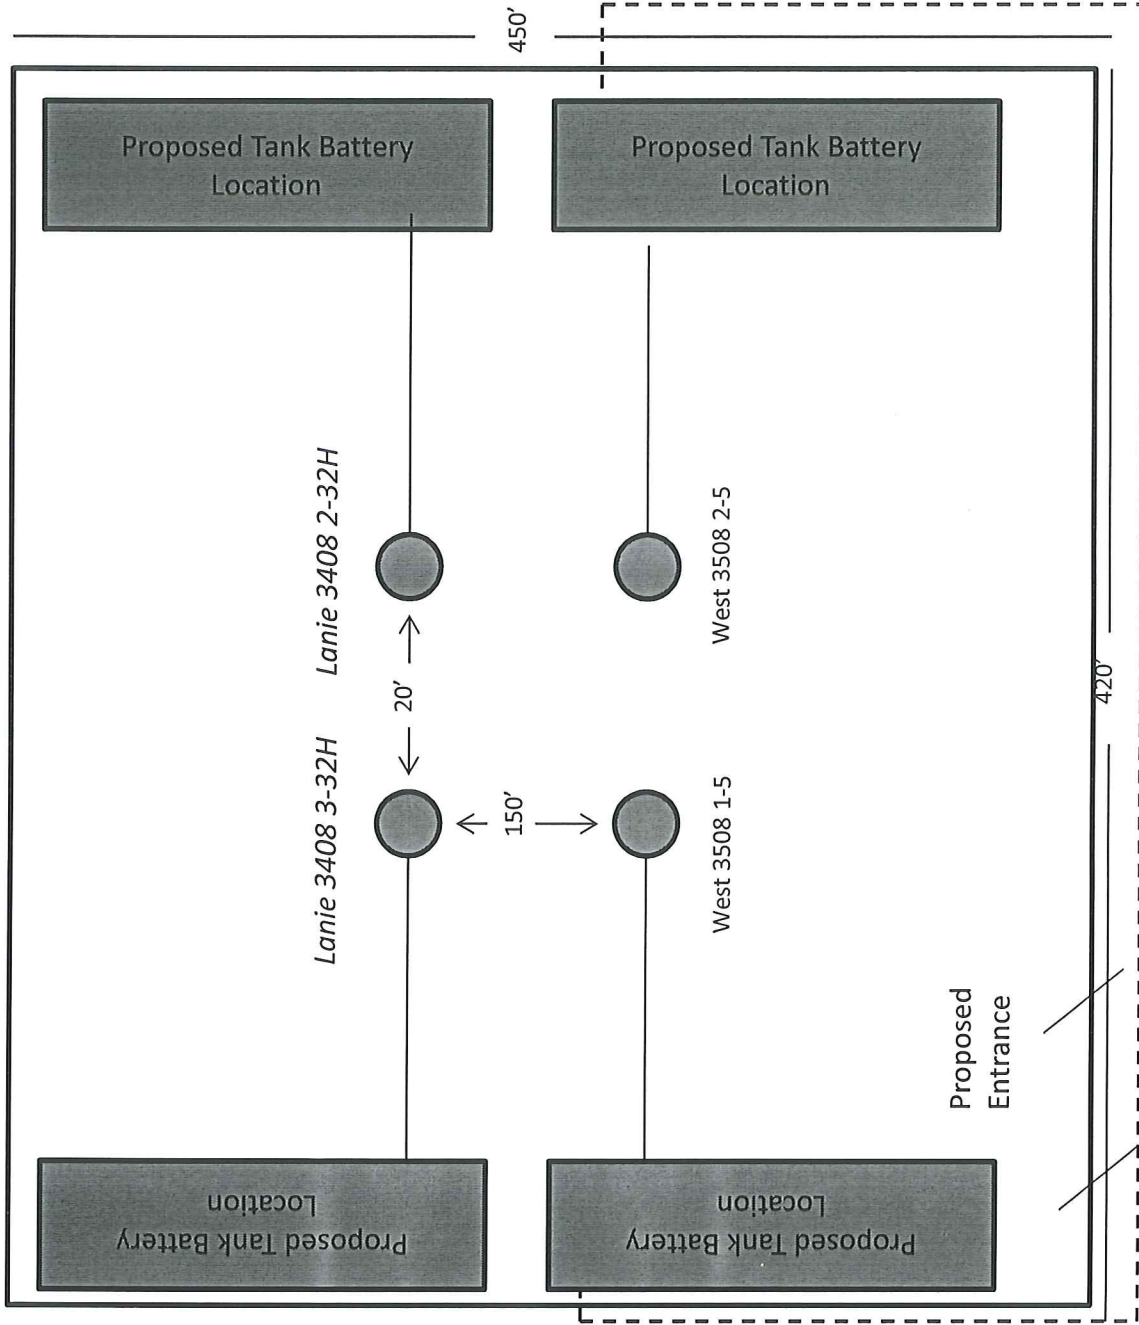 450'
Proposed Tank Battery
Location
Proposed Tank Battery
Location
Lanie 3408 2-32H
Lanie 3408 3-32H
20'
150'
West 3508 2-5
West 3508 1-5
420'
Proposed
Entrance
Proposed Tank Battery
Location
Proposed Tank Battery
Location